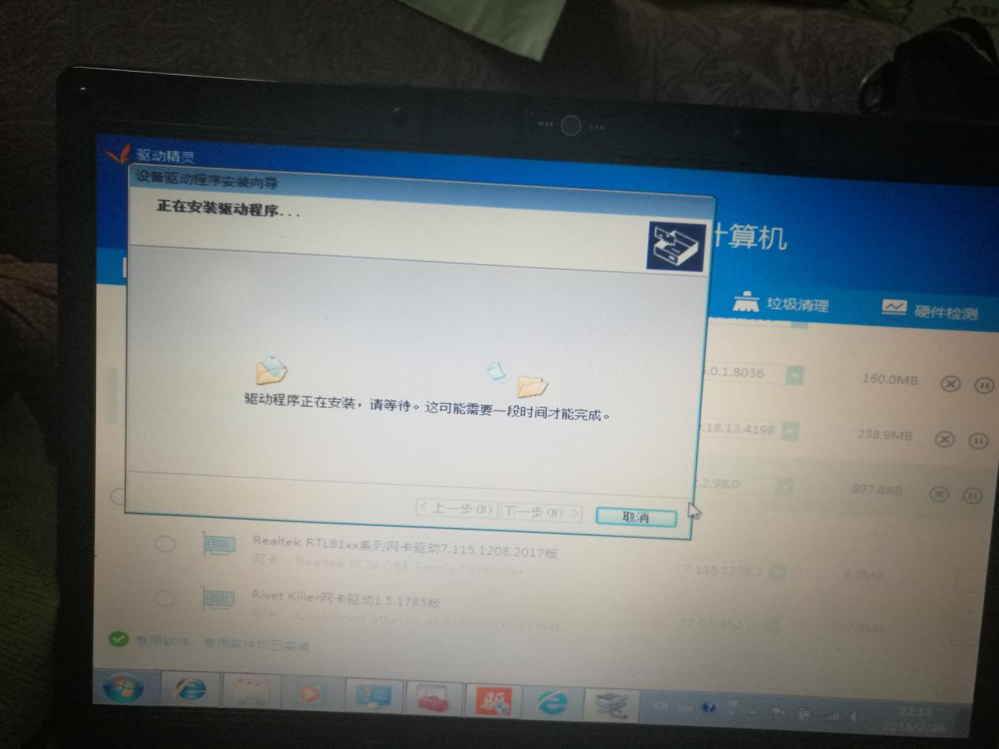 WEB CAM
驱动精灵
设备驱动程序安装向导
正在安装驱动程序...
计算机
垃圾清理
硬件检测
.0.1.8036
160.0MB
.18.13.4198
238.9MB
驱动程序正在安装，请等待。这可能需要一段时间才能完成。
.2.98.0
897.8KB
< 上一步(B)
下一步(N) >
取消
Realtek RTL81xx系列网卡驱动7.115.1208.2017版
网卡 Realtek PCIe GBE Family Controller
7.115.1208.2
6.0MB
Rivet Killer网卡驱动1.5.1785版
网卡 Qualcomm Atheros AR9285 Wireless Net
10.0.0.352
17.0MB
专用软件 专用软件均已安装
驱
CK
22:13
2018/2/26